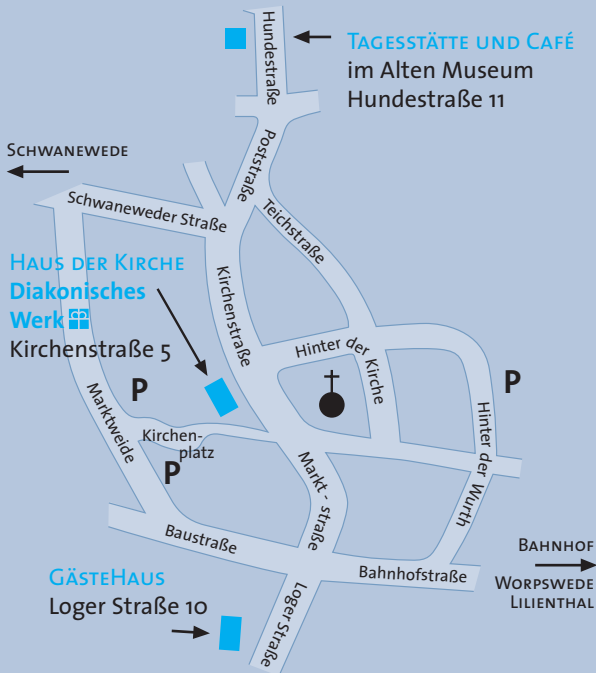 TAGESSTÄTTE UND CAFÉ
im Alten Museum
Hundestraße 11
Hundestraße
SCHWANEWEDE
Poststraße
Schwaneweder Straße
Teichstraße
HAUS DER KIRCHE
Diakonisches
Werk
Kirchenstraße 5
Kirchenstraße
Hinter der Kirche
P
P
Marktweide
Kirchen-
platz
P
Hinter der Wurth
Markt - straße
Baustraße
BAHNHOF
Bahnhofstraße
WORPSWEDE
LILIENTHAL
GÄSTEHAUS
Loger Straße 10
Loger Straße